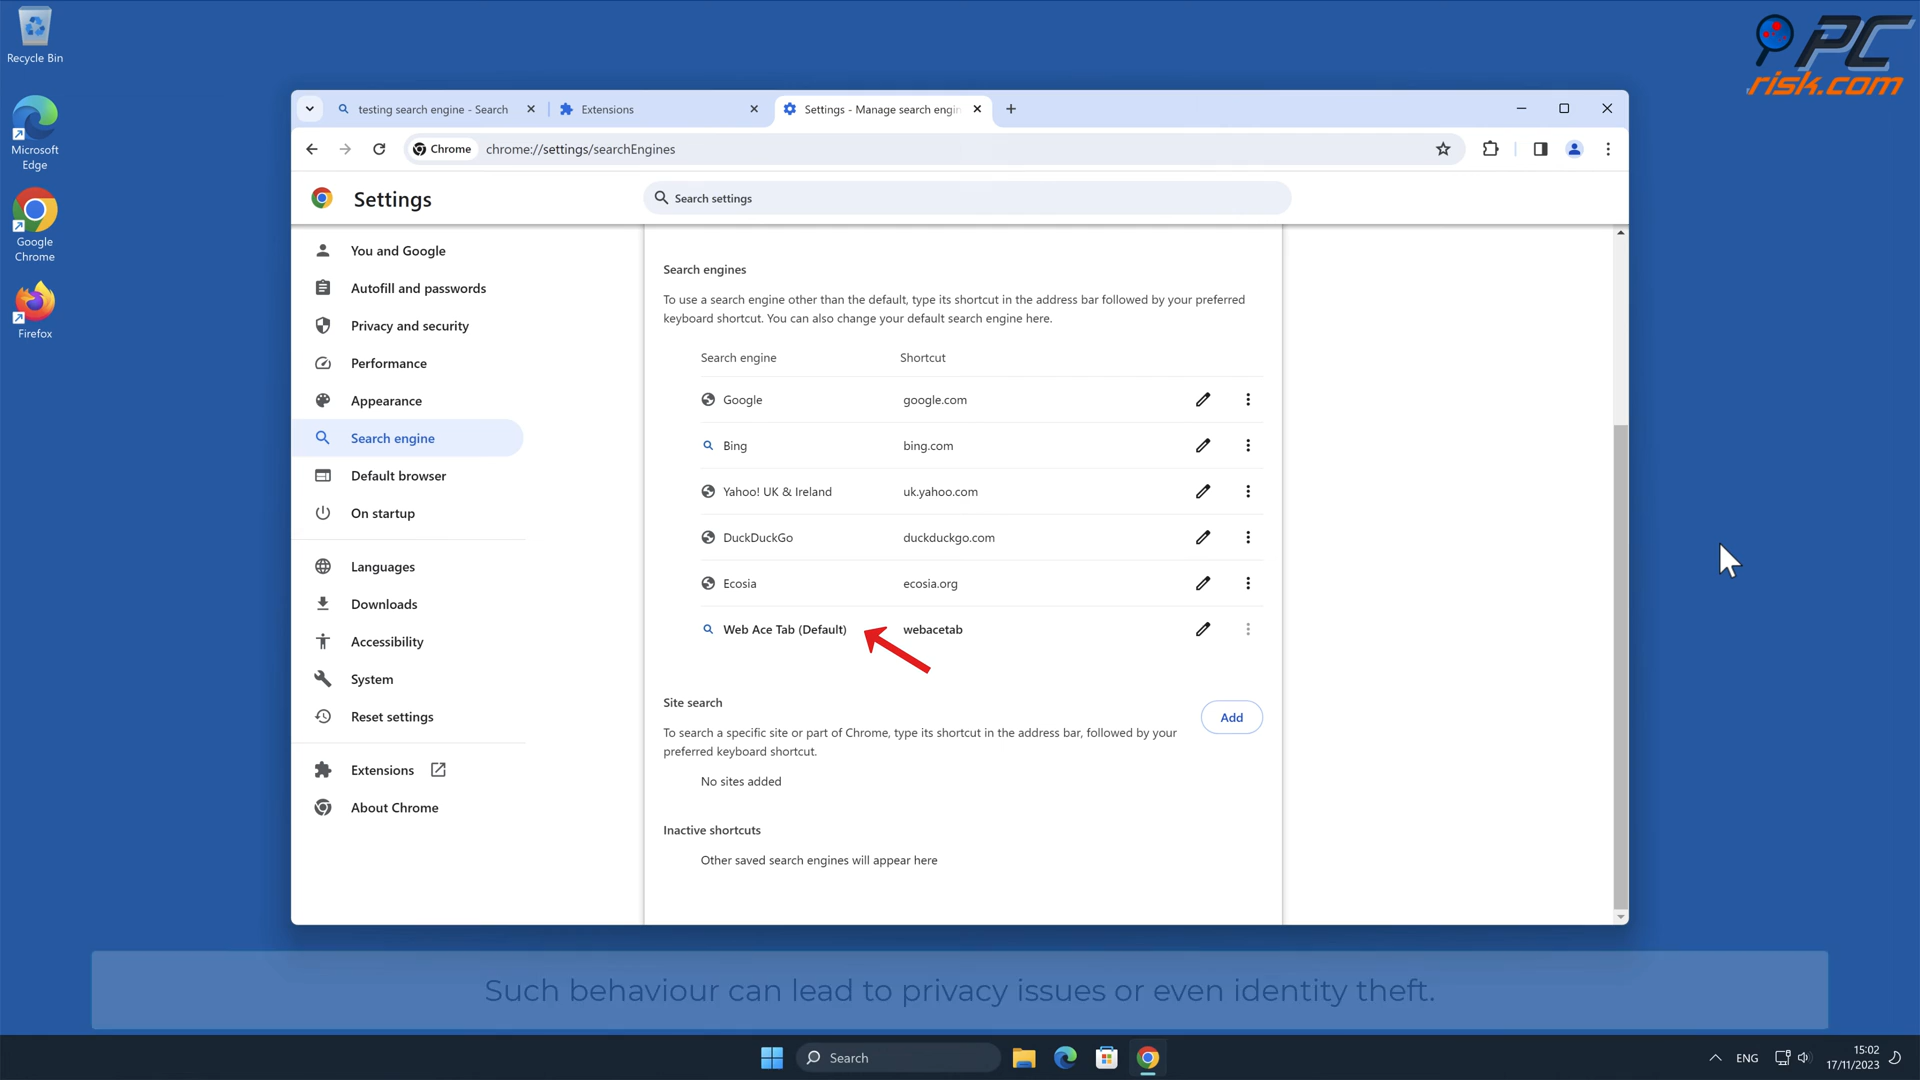 Recycle Bin
Microsoft
Edge
Google
Chrome
Firefox
PC
risk.com
testing search engine - Search
Extensions
Settings - Manage search engin
Chrome
chrome://settings/searchEngines
Settings
Search settings
You and Google
Autofill and passwords
Privacy and security
Performance
Appearance
Search engine
Default browser
On startup
Languages
Downloads
Accessibility
System
Reset settings
Extensions
About Chrome
Search engines
To use a search engine other than the default, type its shortcut in the address bar followed by your preferred
keyboard shortcut. You can also change your default search engine here.
Search engine Shortcut
Google google.com
Bing bing.com
Yahoo! UK & Ireland uk.yahoo.com
DuckDuckGo duckduckgo.com
Ecosia ecosia.org
Web Ace Tab (Default) webacetab
Site search
Add
To search a specific site or part of Chrome, type its shortcut in the address bar, followed by your
preferred keyboard shortcut.
No sites added
Inactive shortcuts
Other saved search engines will appear here
Such behaviour can lead to privacy issues or even identity theft.
Search
ENG
15:02
17/11/2023